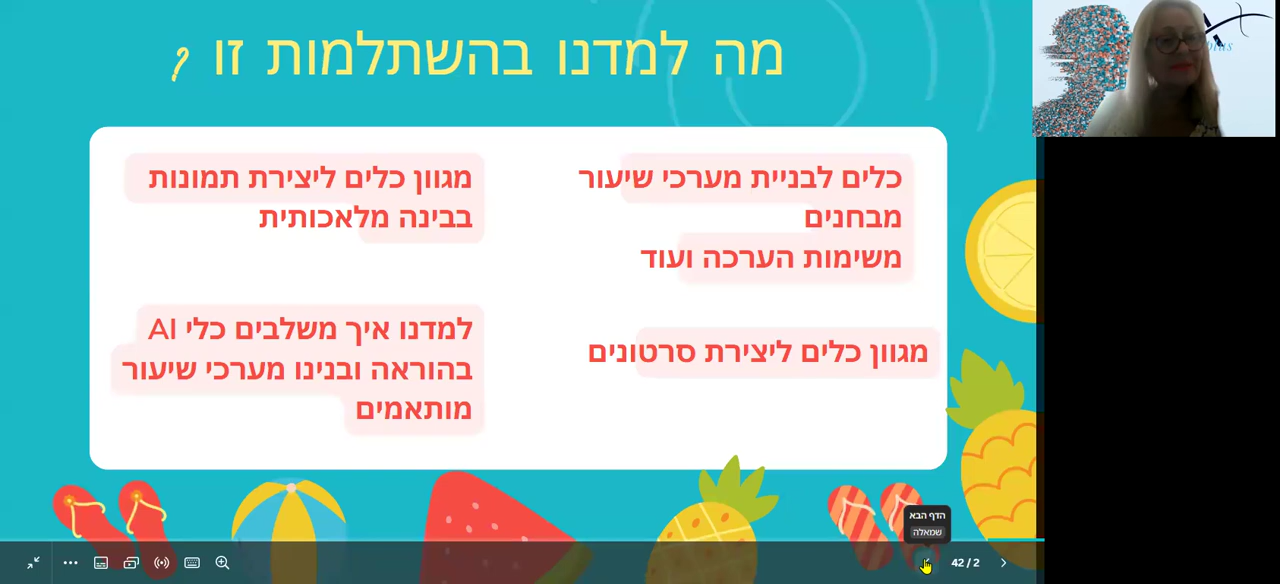 מה למדנו בהשתלמות זו ?
כלים לבניית מערכי שיעור
מבחנים
משימות הערכה ועוד
מגוון כלים ליצירת תמונות
בבינה מלאכותית
מגוון כלים ליצירת סרטונים
למדנו איך משלבים כלי AI
בהוראה ובנינו מערכי שיעור
מותאמים
הדף הבא
שמאלה
42 / 2